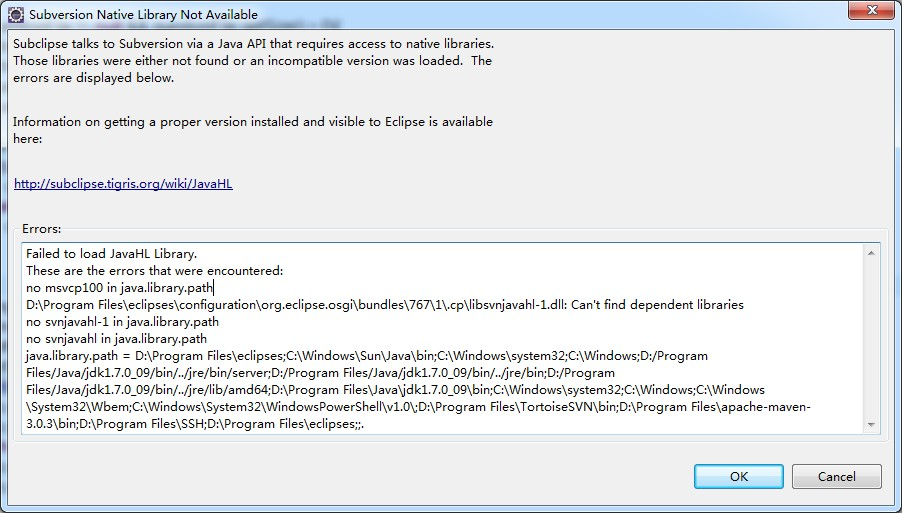 Subversion Native Library Not Available
Subclipse talks to Subversion via a Java API that requires access to native libraries.
Those libraries were either not found or an incompatible version was loaded.  The
errors are displayed below.
Information on getting a proper version installed and visible to Eclipse is available
here:
http://subclipse.tigris.org/wiki/JavaHL
Errors:
Failed to load JavaHL Library.
These are the errors that were encountered:
no msvcp100 in java.library.path
D:\Program Files\eclipses\configuration\org.eclipse.osgi\bundles\767\1\.cp\libsvnjavahl-1.dll: Can't find dependent libraries
no svnjavahl-1 in java.library.path
no svnjavahl in java.library.path
java.library.path = D:\Program Files\eclipses;C:\Windows\Sun\Java\bin;C:\Windows\system32;C:\Windows;D:/Program
Files/Java/jdk1.7.0_09/bin/../jre/bin/server;D:/Program Files/Java/jdk1.7.0_09/bin/../jre/bin;D:/Program
Files/Java/jdk1.7.0_09/bin/../jre/lib/amd64;D:\Program Files\Java\jdk1.7.0_09\bin;C:\Windows\system32;C:\Windows;C:\Windows
\System32\Wbem;C:\Windows\System32\WindowsPowerShell\v1.0\;D:\Program Files\TortoiseSVN\bin;D:\Program Files\apache-maven-
3.0.3\bin;D:\Program Files\SSH;D:\Program Files\eclipses;;.
OK
Cancel